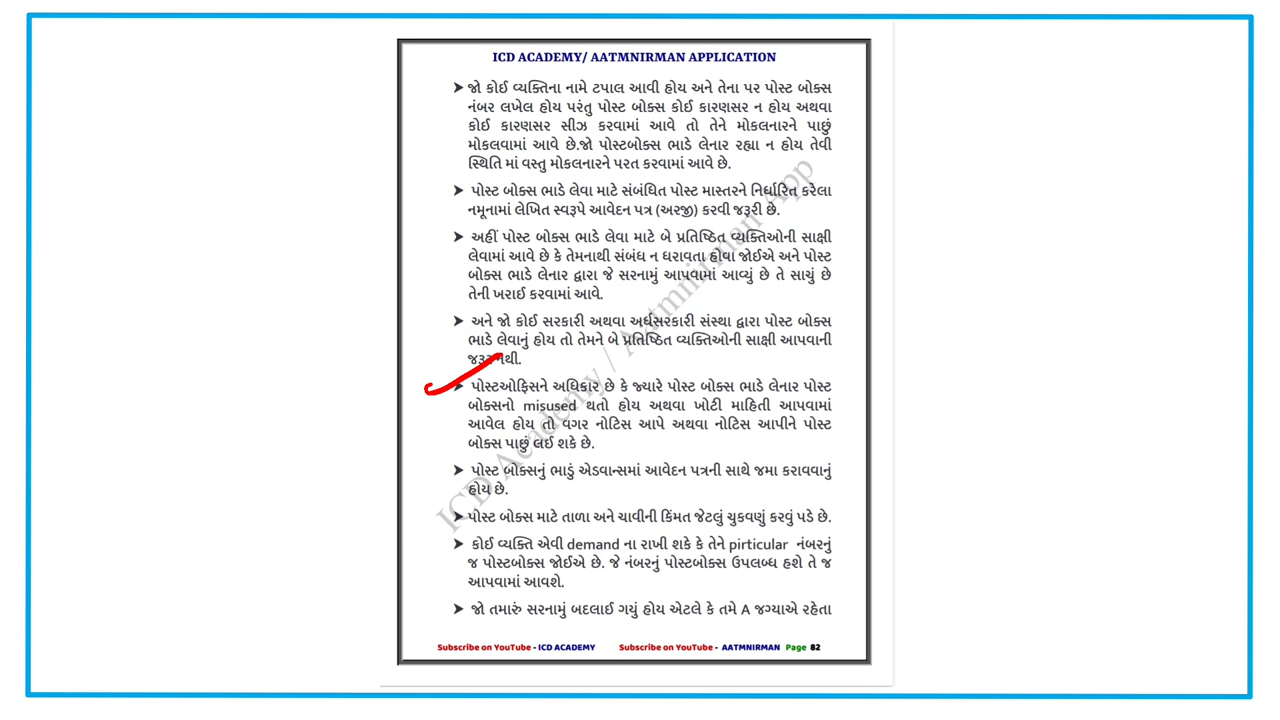 ICD ACADEMY/ AATMNIRMAN APPLICATION
➤ જો કોઈ વ્યક્તિના નામે ટપાલ આવી હોય અને તેના પર પોસ્ટ બોક્સ
નંબર લખેલ હોય પરંતુ પોસ્ટ બોક્સ કોઈ કારણસર ન હોય અથવા
કોઈ કારણસર સીઝ કરવામાં આવે તો તેને મોકલનારને પાછું
મોકલવામાં આવે છે.જો પોસ્ટબોક્સ ભાડે લેનાર રહ્યા ન હોય તેવી
સ્થિતિ માં વસ્તુ મોકલનારને પરત કરવામાં આવે છે.
➤ પોસ્ટ બોક્સ ભાડે લેવા માટે સંબંધિત પોસ્ટ માસ્તરને નિર્ધારિત કરેલા
નમૂનામાં લેખિત સ્વરૂપે આવેદન પત્ર (અરજી) કરવી જરૂરી છે.
➤ અહીં પોસ્ટ બોક્સ ભાડે લેવા માટે બે પ્રતિષ્ઠિત વ્યક્તિઓની સાક્ષી
લેવામાં આવે છે કે તેમનાથી સંબંધ ન ધરાવતા હોવા જોઈએ અને પોસ્ટ
બોક્સ ભાડે લેનાર દ્વારા જે સરનામું આપવામાં આવ્યું છે તે સાચું છે
તેની ખરાઈ કરવામાં આવે.
➤ અને જો કોઈ સરકારી અથવા અર્ધસરકારી સંસ્થા દ્વારા પોસ્ટ બોક્સ
ભાડે લેવાનું હોય તો તેમને બે પ્રતિષ્ઠિત વ્યક્તિઓની સાક્ષી આપવાની
જરૂર નથી.
➤ પોસ્ટઓફિસને અધિકાર છે કે જ્યારે પોસ્ટ બોક્સ ભાડે લેનાર પોસ્ટ
બોક્સનો misused થતો હોય અથવા ખોટી માહિતી આપવામાં
આવેલ હોય તો વગર નોટિસ આપે અથવા નોટિસ આપીને પોસ્ટ
બોક્સ પાછું લઈ શકે છે.
➤ પોસ્ટ બોક્સનું ભાડું એડવાન્સમાં આવેદન પત્રની સાથે જમા કરાવવાનું
હોય છે.
➤ પોસ્ટ બોક્સ માટે તાળા અને ચાવીની કિંમત જેટલું ચુકવણું કરવું પડે છે.
➤ કોઈ વ્યક્તિ એવી demand ના રાખી શકે કે તેને pirticular નંબરનું
જ પોસ્ટબોક્સ જોઈએ છે. જે નંબરનું પોસ્ટબોક્સ ઉપલબ્ધ હશે તે જ
આપવામાં આવશે.
➤ જો તમારું સરનામું બદલાઈ ગયું હોય એટલે કે તમે A જગ્યાએ રહેતા
ICD Academy / Aatmnirman App
Subscribe on YouTube - ICD ACADEMY Subscribe on YouTube - AATMNIRMAN Page 82